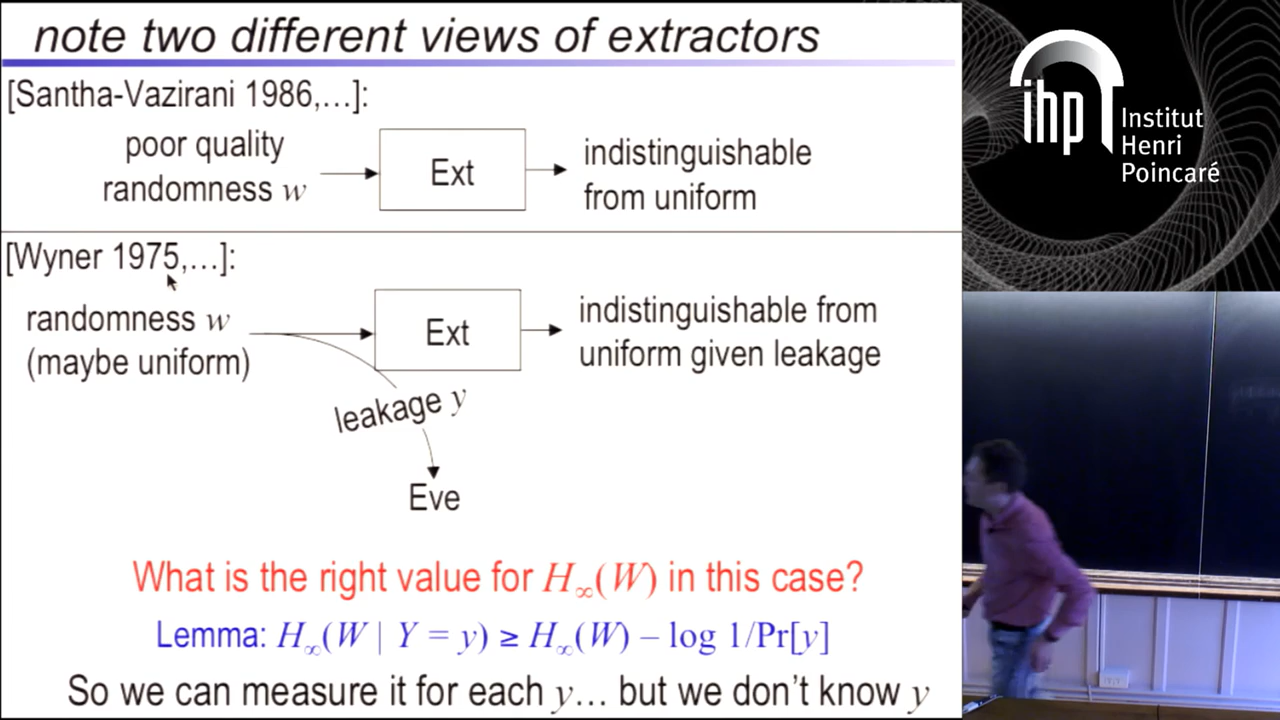 note two different views of extractors
[Santha-Vazirani 1986,…]:
poor quality
randomness w
Ext
indistinguishable
from uniform
[Wyner 1975,…]:
randomness w
(maybe uniform)
Ext
indistinguishable from
uniform given leakage
leakage y
Eve
What is the right value for H∞(W) in this case?
Lemma: H∞(W | Y = y) ≥ H∞(W) – log 1/Pr[y]
So we can measure it for each y… but we don't know y
ihp
Institut
Henri
Poincaré